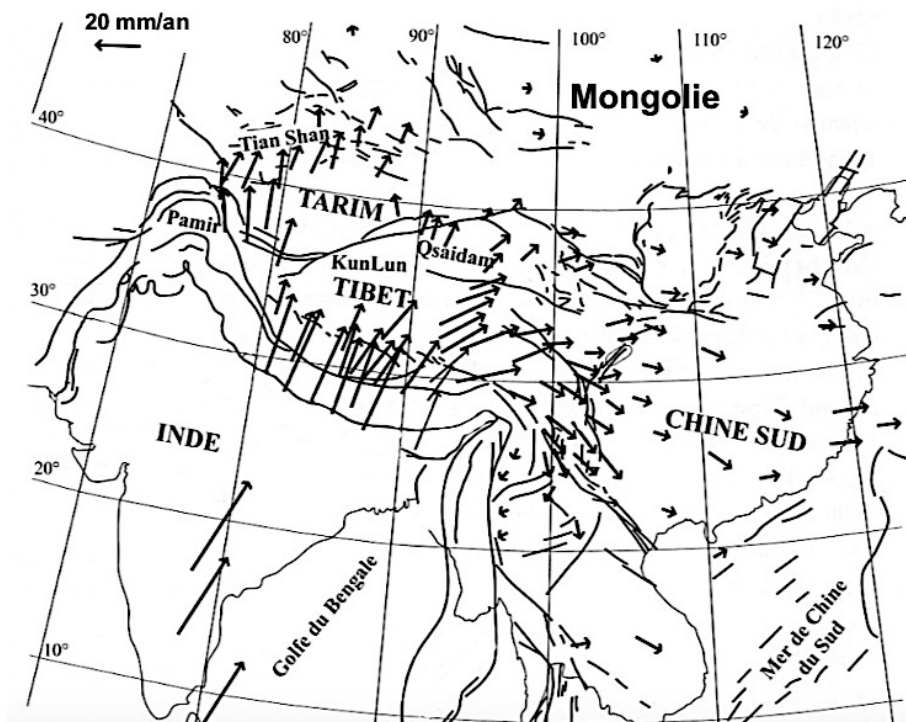 20 mm/an
80°
90°
100°
110°
120°
Mongolie
40°
Tian Shan
TARIM
Pamir
Qsaidam
KunLun
TIBET
30°
INDE
CHINE SUD
20°
Golfe du Bengale
Mer de Chine
du Sud
10°